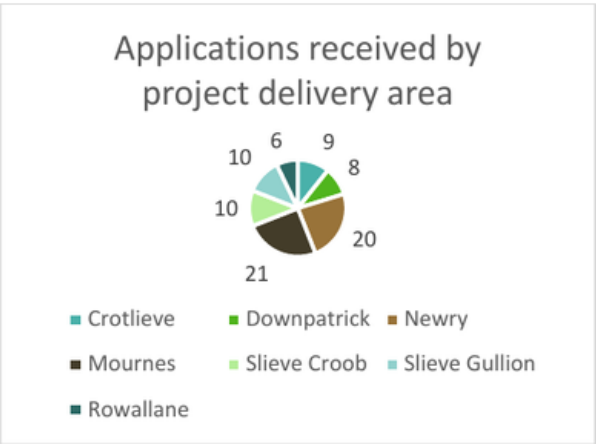 Applications received by
project delivery area
6 9
10 8
10 20
21
Crotlieve Downpatrick Newry
Mournes Slieve Croob Slieve Gullion
Rowallane